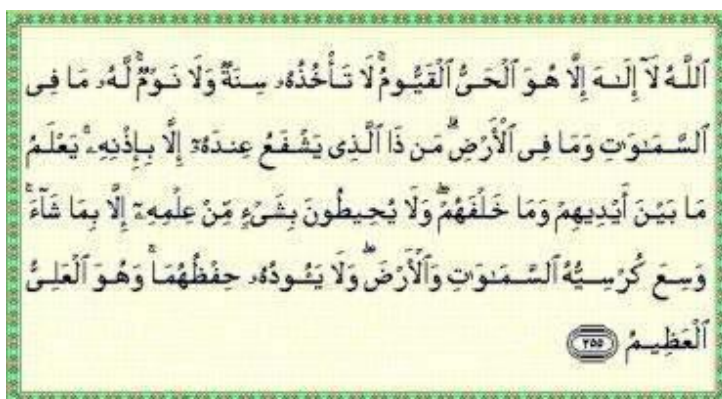 ٱللَّهُ لَآ إِلَـٰهَ إِلَّا هُوَ ٱلْحَىُّ ٱلْقَيُّومُ ۚ لَا تَأْخُذُهُۥ سِنَةٌ وَلَا نَوْمٌ ۚ لَّهُۥ مَا فِى
ٱلسَّمَـٰوَٰتِ وَمَا فِى ٱلْأَرْضِ ۗ مَن ذَا ٱلَّذِى يَشْفَعُ عِندَهُۥٓ إِلَّا بِإِذْنِهِۦ ۚ يَعْلَمُ
مَا بَيْنَ أَيْدِيهِمْ وَمَا خَلْفَهُمْ ۖ وَلَا يُحِيطُونَ بِشَىْءٍ مِّنْ عِلْمِهِۦٓ إِلَّا بِمَا شَآءَ ۚ
وَسِعَ كُرْسِيُّهُ ٱلسَّمَـٰوَٰتِ وَٱلْأَرْضَ ۖ وَلَا يَـُٔودُهُۥ حِفْظُهُمَا ۚ وَهُوَ ٱلْعَلِىُّ
ٱلْعَظِيمُ ٢٥٥